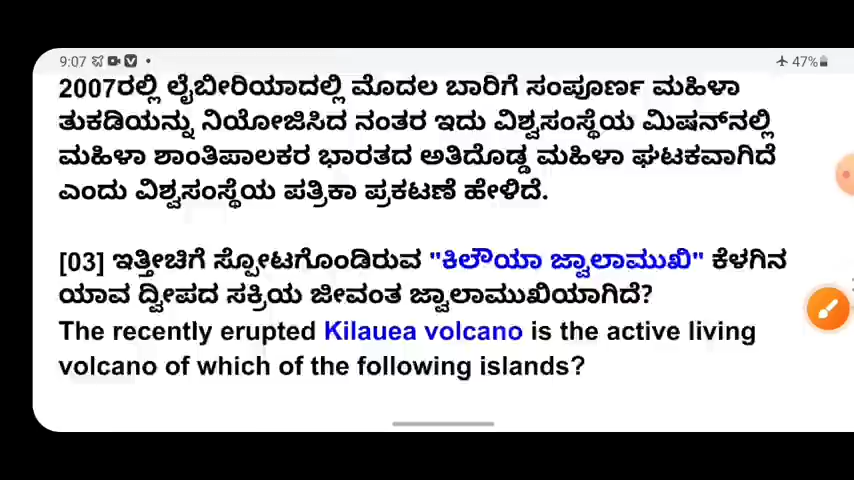 9:07
47%
2007ರಲ್ಲಿ ಲೈಬೀರಿಯಾದಲ್ಲಿ ಮೊದಲ ಬಾರಿಗೆ ಸಂಪೂರ್ಣ ಮಹಿಳಾ
ತುಕಡಿಯನ್ನು ನಿಯೋಜಿಸಿದ ನಂತರ ಇದು ವಿಶ್ವಸಂಸ್ಥೆಯ ಮಿಷನ್‌ನಲ್ಲಿ
ಮಹಿಳಾ ಶಾಂತಿಪಾಲಕರ ಭಾರತದ ಅತಿದೊಡ್ಡ ಮಹಿಳಾ ಘಟಕವಾಗಿದೆ
ಎಂದು ವಿಶ್ವಸಂಸ್ಥೆಯ ಪತ್ರಿಕಾ ಪ್ರಕಟಣೆ ಹೇಳಿದೆ.
[03] ಇತ್ತೀಚಿಗೆ ಸ್ಪೋಟಗೊಂಡಿರುವ "ಕಿಲೌಯಾ ಜ್ವಾಲಾಮುಖಿ" ಕೆಳಗಿನ
ಯಾವ ದ್ವೀಪದ ಸಕ್ರಿಯ ಜೀವಂತ ಜ್ವಾಲಾಮುಖಿಯಾಗಿದೆ?
The recently erupted Kilauea volcano is the active living
volcano of which of the following islands?